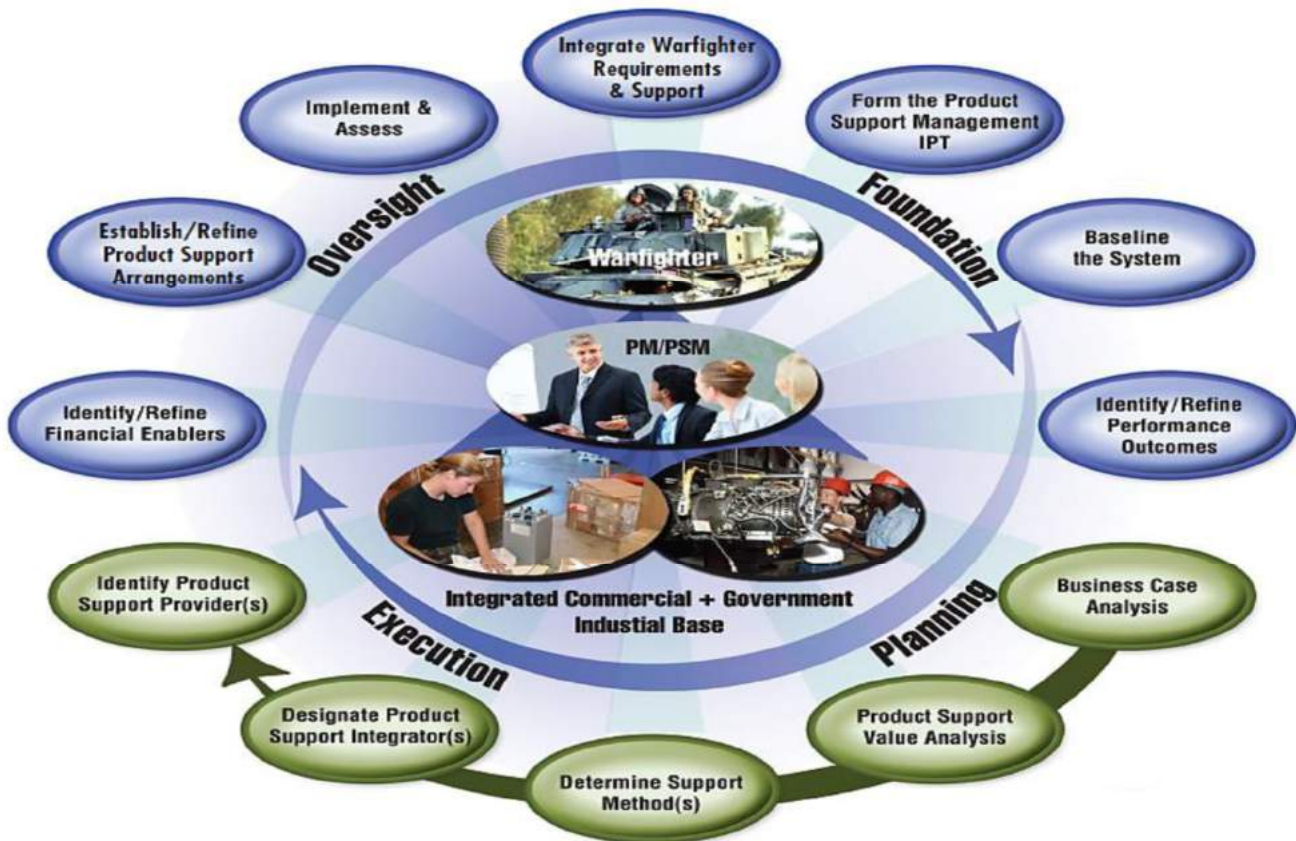 Integrate Warfighter
Requirements
& Support
Form the Product
Support Management
IPT
Baseline
the System
Identify/Refine
Performance
Outcomes
Business Case
Analysis
Product Support
Value Analysis
Determine Support
Method(s)
Designate Product
Support Integrator(s)
Identify Product
Support Provider(s)
Identify/Refine
Financial Enablers
Establish/Refine
Product Support
Arrangements
Implement &
Assess
Oversight
Foundation
Planning
Execution
Warfighter
PM/PSM
Integrated Commercial + Government
Industial Base